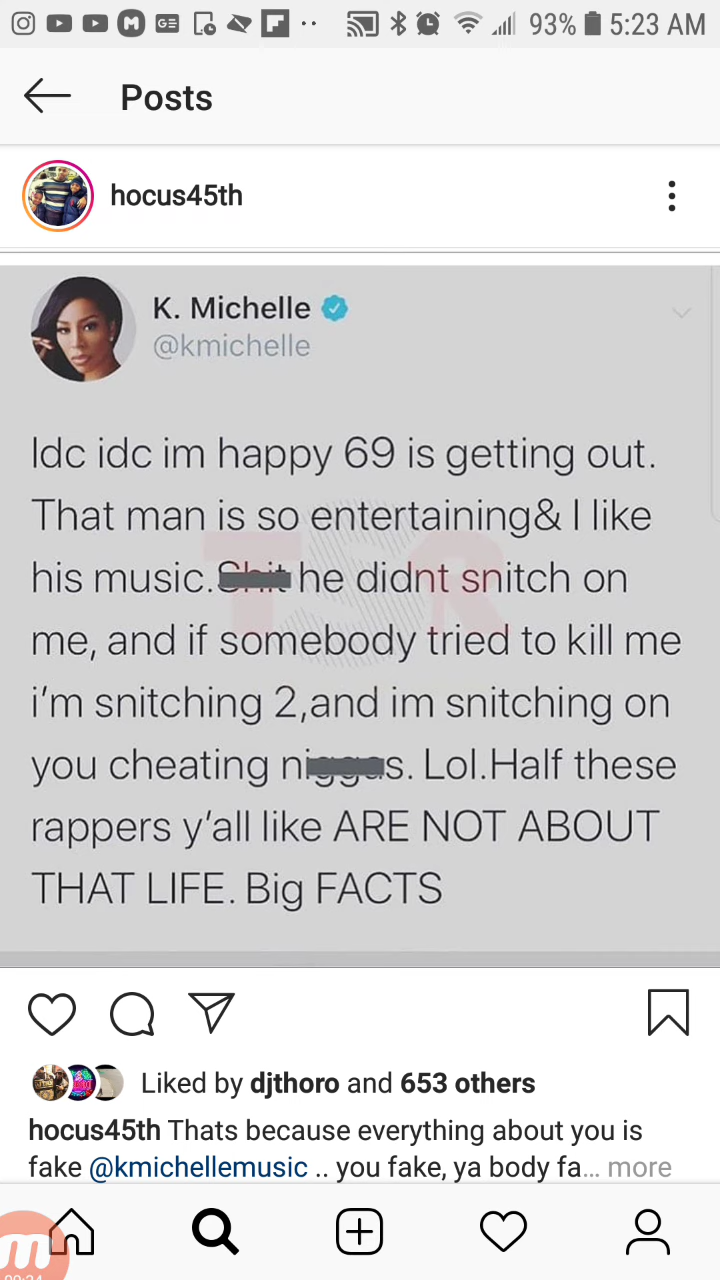 93% 5:23 AM
Posts
hocus45th
K. Michelle
@kmichelle
Idc idc im happy 69 is getting out.
That man is so entertaining& I like
his music.Shit he didnt snitch on
me, and if somebody tried to kill me
i'm snitching 2,and im snitching on
you cheating niggas. Lol.Half these
rappers y'all like ARE NOT ABOUT
THAT LIFE. Big FACTS
TSR
Liked by djthoro and 653 others
hocus45th Thats because everything about you is
fake @kmichellemusic .. you fake, ya body fa... more